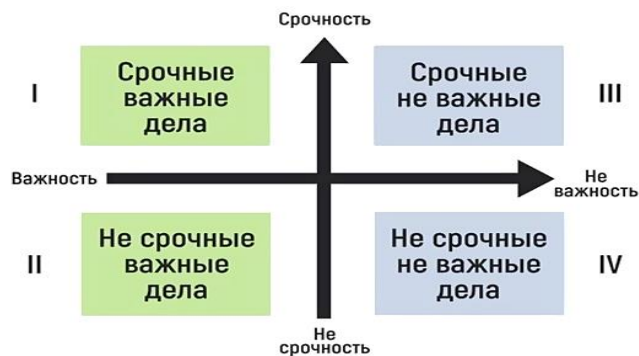 Срочность
I
Срочные
важные
дела
Срочные
не важные
дела
III
Важность
Не
важность
II
Не срочные
важные
дела
Не срочные
не важные
дела
IV
Не
срочность